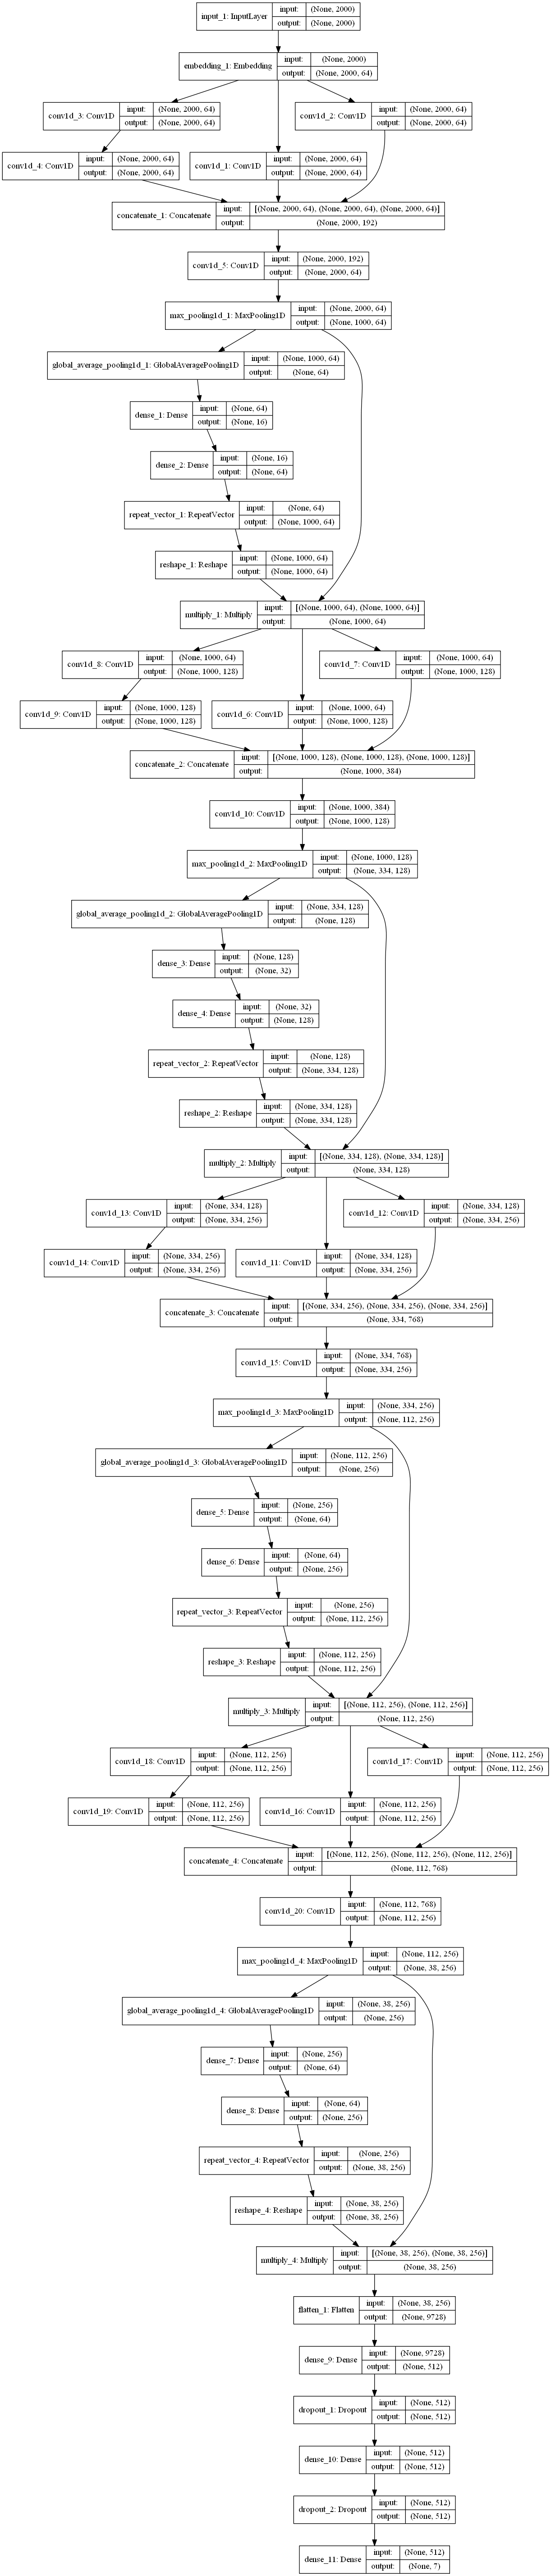 input_1: InputLayer input: (None, 2000)
output: (None, 2000)
embedding_1: Embedding input: (None, 2000)
output: (None, 2000, 64)
conv1d_3: Conv1D input: (None, 2000, 64)
output: (None, 2000, 64)
conv1d_2: Conv1D input: (None, 2000, 64)
output: (None, 2000, 64)
conv1d_4: Conv1D input: (None, 2000, 64)
output: (None, 2000, 64)
conv1d_1: Conv1D input: (None, 2000, 64)
output: (None, 2000, 64)
concatenate_1: Concatenate input: [(None, 2000, 64), (None, 2000, 64), (None, 2000, 64)]
output: (None, 2000, 192)
conv1d_5: Conv1D input: (None, 2000, 192)
output: (None, 2000, 64)
max_pooling1d_1: MaxPooling1D input: (None, 2000, 64)
output: (None, 1000, 64)
global_average_pooling1d_1: GlobalAveragePooling1D input: (None, 1000, 64)
output: (None, 64)
dense_1: Dense input: (None, 64)
output: (None, 16)
dense_2: Dense input: (None, 16)
output: (None, 64)
repeat_vector_1: RepeatVector input: (None, 64)
output: (None, 1000, 64)
reshape_1: Reshape input: (None, 1000, 64)
output: (None, 1000, 64)
multiply_1: Multiply input: [(None, 1000, 64), (None, 1000, 64)]
output: (None, 1000, 64)
conv1d_8: Conv1D input: (None, 1000, 64)
output: (None, 1000, 128)
conv1d_7: Conv1D input: (None, 1000, 64)
output: (None, 1000, 128)
conv1d_9: Conv1D input: (None, 1000, 128)
output: (None, 1000, 128)
conv1d_6: Conv1D input: (None, 1000, 64)
output: (None, 1000, 128)
concatenate_2: Concatenate input: [(None, 1000, 128), (None, 1000, 128), (None, 1000, 128)]
output: (None, 1000, 384)
conv1d_10: Conv1D input: (None, 1000, 384)
output: (None, 1000, 128)
max_pooling1d_2: MaxPooling1D input: (None, 1000, 128)
output: (None, 334, 128)
global_average_pooling1d_2: GlobalAveragePooling1D input: (None, 334, 128)
output: (None, 128)
dense_3: Dense input: (None, 128)
output: (None, 32)
dense_4: Dense input: (None, 32)
output: (None, 128)
repeat_vector_2: RepeatVector input: (None, 128)
output: (None, 334, 128)
reshape_2: Reshape input: (None, 334, 128)
output: (None, 334, 128)
multiply_2: Multiply input: [(None, 334, 128), (None, 334, 128)]
output: (None, 334, 128)
conv1d_13: Conv1D input: (None, 334, 128)
output: (None, 334, 256)
conv1d_12: Conv1D input: (None, 334, 128)
output: (None, 334, 256)
conv1d_14: Conv1D input: (None, 334, 256)
output: (None, 334, 256)
conv1d_11: Conv1D input: (None, 334, 128)
output: (None, 334, 256)
concatenate_3: Concatenate input: [(None, 334, 256), (None, 334, 256), (None, 334, 256)]
output: (None, 334, 768)
conv1d_15: Conv1D input: (None, 334, 768)
output: (None, 334, 256)
max_pooling1d_3: MaxPooling1D input: (None, 334, 256)
output: (None, 112, 256)
global_average_pooling1d_3: GlobalAveragePooling1D input: (None, 112, 256)
output: (None, 256)
dense_5: Dense input: (None, 256)
output: (None, 64)
dense_6: Dense input: (None, 64)
output: (None, 256)
repeat_vector_3: RepeatVector input: (None, 256)
output: (None, 112, 256)
reshape_3: Reshape input: (None, 112, 256)
output: (None, 112, 256)
multiply_3: Multiply input: [(None, 112, 256), (None, 112, 256)]
output: (None, 112, 256)
conv1d_18: Conv1D input: (None, 112, 256)
output: (None, 112, 256)
conv1d_17: Conv1D input: (None, 112, 256)
output: (None, 112, 256)
conv1d_19: Conv1D input: (None, 112, 256)
output: (None, 112, 256)
conv1d_16: Conv1D input: (None, 112, 256)
output: (None, 112, 256)
concatenate_4: Concatenate input: [(None, 112, 256), (None, 112, 256), (None, 112, 256)]
output: (None, 112, 768)
conv1d_20: Conv1D input: (None, 112, 768)
output: (None, 112, 256)
max_pooling1d_4: MaxPooling1D input: (None, 112, 256)
output: (None, 38, 256)
global_average_pooling1d_4: GlobalAveragePooling1D input: (None, 38, 256)
output: (None, 256)
dense_7: Dense input: (None, 256)
output: (None, 64)
dense_8: Dense input: (None, 64)
output: (None, 256)
repeat_vector_4: RepeatVector input: (None, 256)
output: (None, 38, 256)
reshape_4: Reshape input: (None, 38, 256)
output: (None, 38, 256)
multiply_4: Multiply input: [(None, 38, 256), (None, 38, 256)]
output: (None, 38, 256)
flatten_1: Flatten input: (None, 38, 256)
output: (None, 9728)
dense_9: Dense input: (None, 9728)
output: (None, 512)
dropout_1: Dropout input: (None, 512)
output: (None, 512)
dense_10: Dense input: (None, 512)
output: (None, 512)
dropout_2: Dropout input: (None, 512)
output: (None, 512)
dense_11: Dense input: (None, 512)
output: (None, 7)